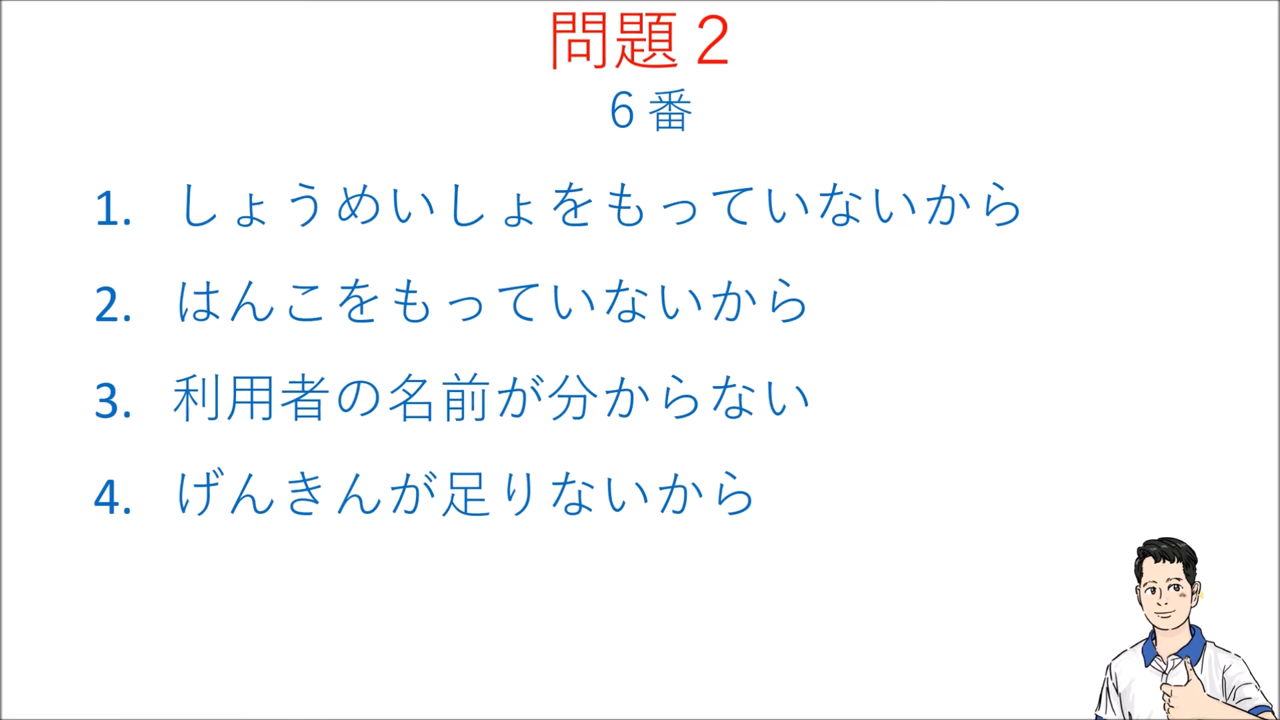 問題２
６番
1. しょうめいしょをもっていないから
2. はんこをもっていないから
3. 利用者の名前が分からない
4. げんきんが足りないから